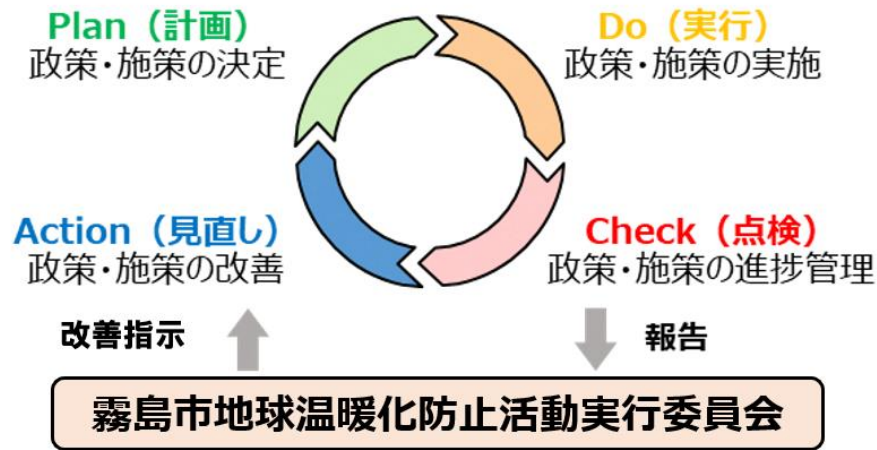 Plan（計画）
政策・施策の決定
Do（実行）
政策・施策の実施
Action（見直し）
政策・施策の改善
Check（点検）
政策・施策の進捗管理
改善指示
報告
霧島市地球温暖化防止活動実行委員会